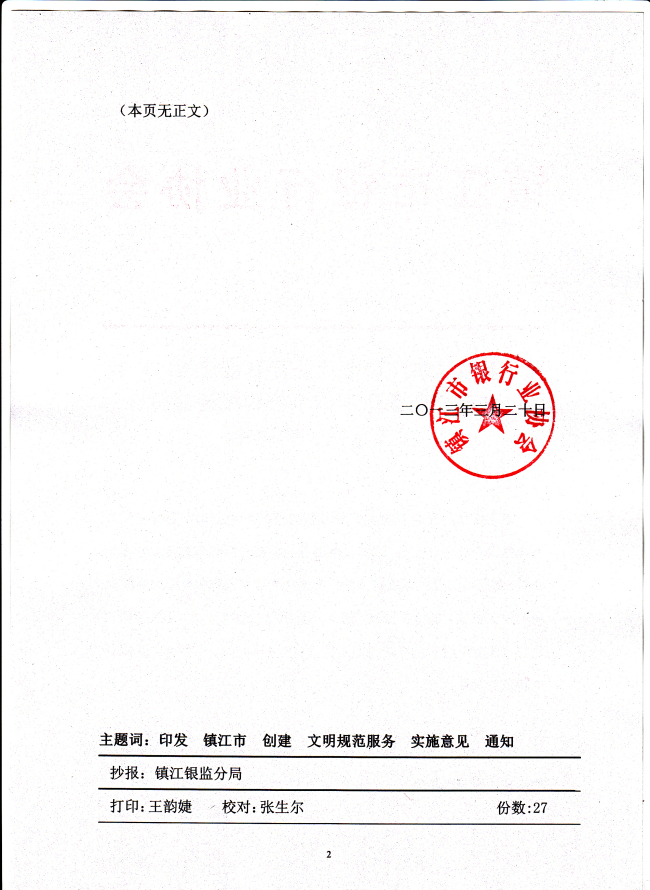 （本页无正文）
镇江市银行业协会
二〇一三年三月二十日
主题词：印发 镇江市 创建 文明规范服务 实施意见 通知
抄报：镇江银监分局
打印：王韵婕 校对：张生尔 份数:27
2